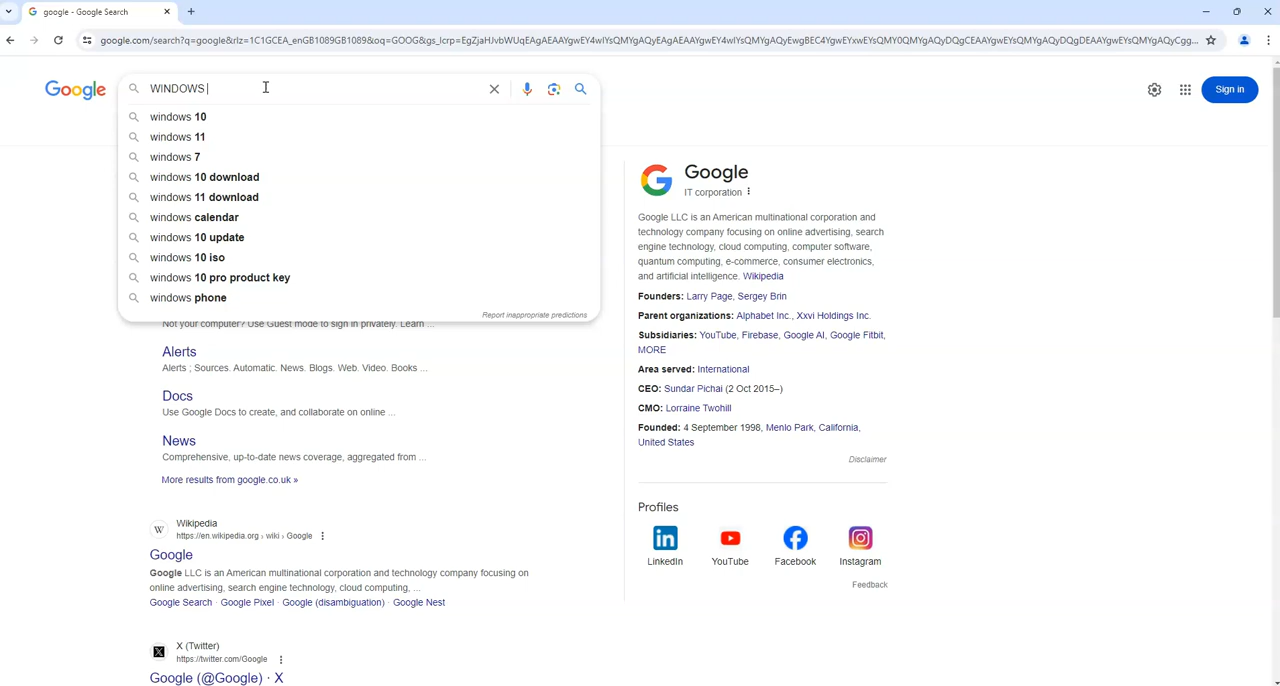 google - Google Search
google.com/search?q=google&rlz=1C1GCEA_enGB1089GB1089&oq=GOOG&gs_lcrp=EgZjaHJvbWUqEAgAEAAYgwEY4wIYsQMYgAQyEAgAEAAYgwEY4wIYsQMYgAQyEwgBEC4YgwEYxwEYsQMY0QMYgAQyDQgCEAAYgwEYsQMYgAQyDQgDEAAYgwEYsQMYgAQyCgg...
Google
WINDOWS
Sign in
windows 10
windows 11
windows 7
windows 10 download
windows 11 download
windows calendar
windows 10 update
windows 10 iso
windows 10 pro product key
windows phone
Report inappropriate predictions
Not your computer? Use Guest mode to sign in privately. Learn ...
Alerts
Alerts ; Sources. Automatic. News. Blogs. Web. Video. Books ...
Docs
Use Google Docs to create, and collaborate on online ...
News
Comprehensive, up-to-date news coverage, aggregated from ...
More results from google.co.uk »
W
Wikipedia
https://en.wikipedia.org › wiki › Google
Google
Google LLC is an American multinational corporation and technology company focusing on
online advertising, search engine technology, cloud computing, ...
Google Search · Google Pixel · Google (disambiguation) · Google Nest
X (Twitter)
https://twitter.com/Google
Google (@Google) · X
Google
IT corporation
Google LLC is an American multinational corporation and
technology company focusing on online advertising, search
engine technology, cloud computing, computer software,
quantum computing, e-commerce, consumer electronics,
and artificial intelligence. Wikipedia
Founders: Larry Page, Sergey Brin
Parent organizations: Alphabet Inc., Xxvi Holdings Inc.
Subsidiaries: YouTube, Firebase, Google AI, Google Fitbit,
MORE
Area served: International
CEO: Sundar Pichai (2 Oct 2015–)
CMO: Lorraine Twohill
Founded: 4 September 1998, Menlo Park, California,
United States
Disclaimer
Profiles
LinkedIn
YouTube
Facebook
Instagram
Feedback